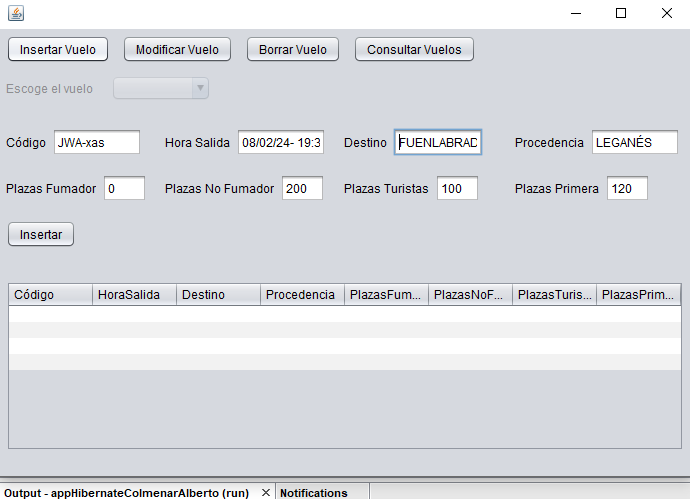 Insertar Vuelo Modificar Vuelo Borrar Vuelo Consultar Vuelos
Escoge el vuelo
Código JWA-xas Hora Salida 08/02/24- 19:3 Destino FUENLABRAD Procedencia LEGANÉS
Plazas Fumador 0 Plazas No Fumador 200 Plazas Turistas 100 Plazas Primera 120
Insertar
Código HoraSalida Destino Procedencia PlazasFum... PlazasNoF... PlazasTuris... PlazasPrim...
Output - appHibernateColmenarAlberto (run) Notifications